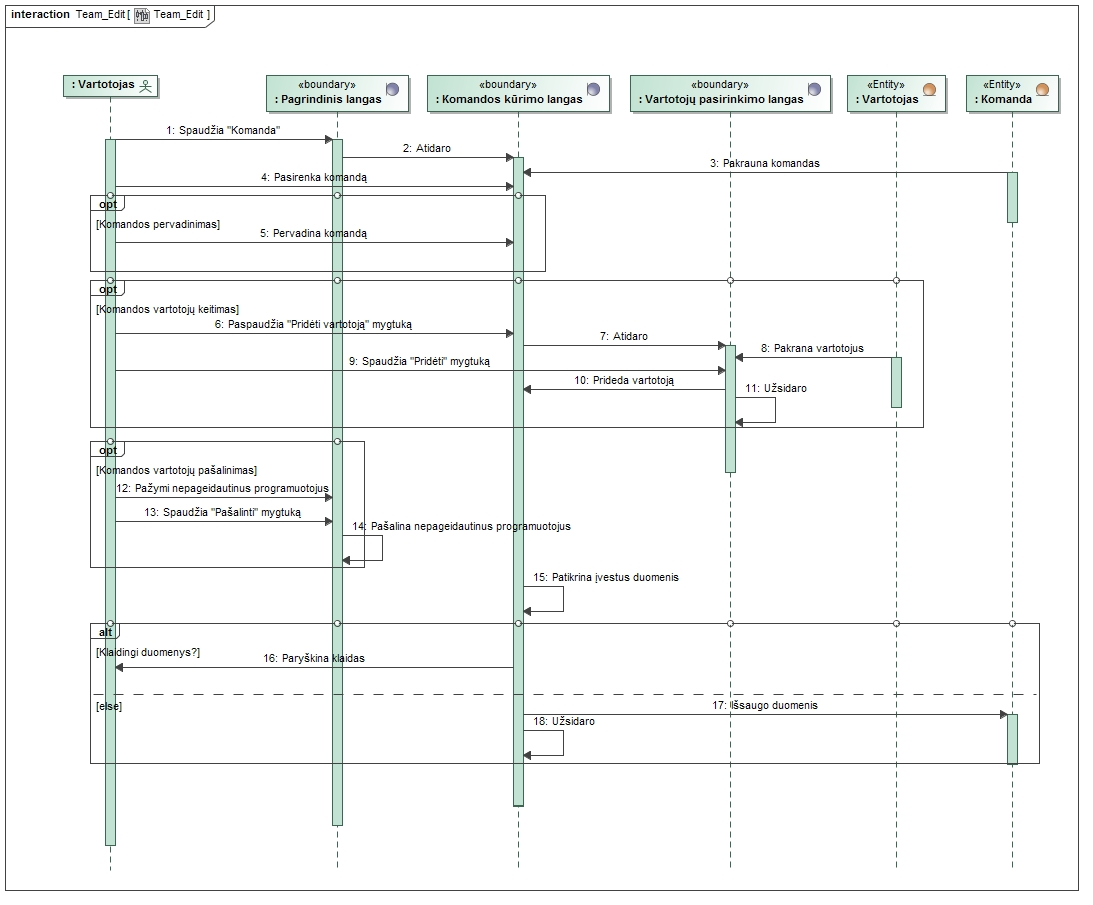 interaction Team_Edit[ Team_Edit ]
: Vartotojas
«boundary»
: Pagrindinis langas
«boundary»
: Komandos kūrimo langas
«boundary»
: Vartotojų pasirinkimo langas
«Entity»
: Vartotojas
«Entity»
: Komanda
1: Spaudžia "Komanda"
2: Atidaro
3: Pakrauna komandas
4: Pasirenka komandą
opt
[Komandos pervadinimas]
5: Pervadina komandą
opt
[Komandos vartotojų keitimas]
6: Paspaudžia "Pridėti vartotoją" mygtuką
7: Atidaro
8: Pakrana vartotojus
9: Spaudžia "Pridėti" mygtuką
10: Prideda vartotoją
11: Užsidaro
opt
[Komandos vartotojų pašalinimas]
12: Pažymi nepageidautinus programuotojus
13: Spaudžia "Pašalinti" mygtuką
14: Pašalina nepageidautinus programuotojus
15: Patikrina įvestus duomenis
alt
[Klaidingi duomenys?]
16: Paryškina klaidas
[else]
17: Išsaugo duomenis
18: Užsidaro